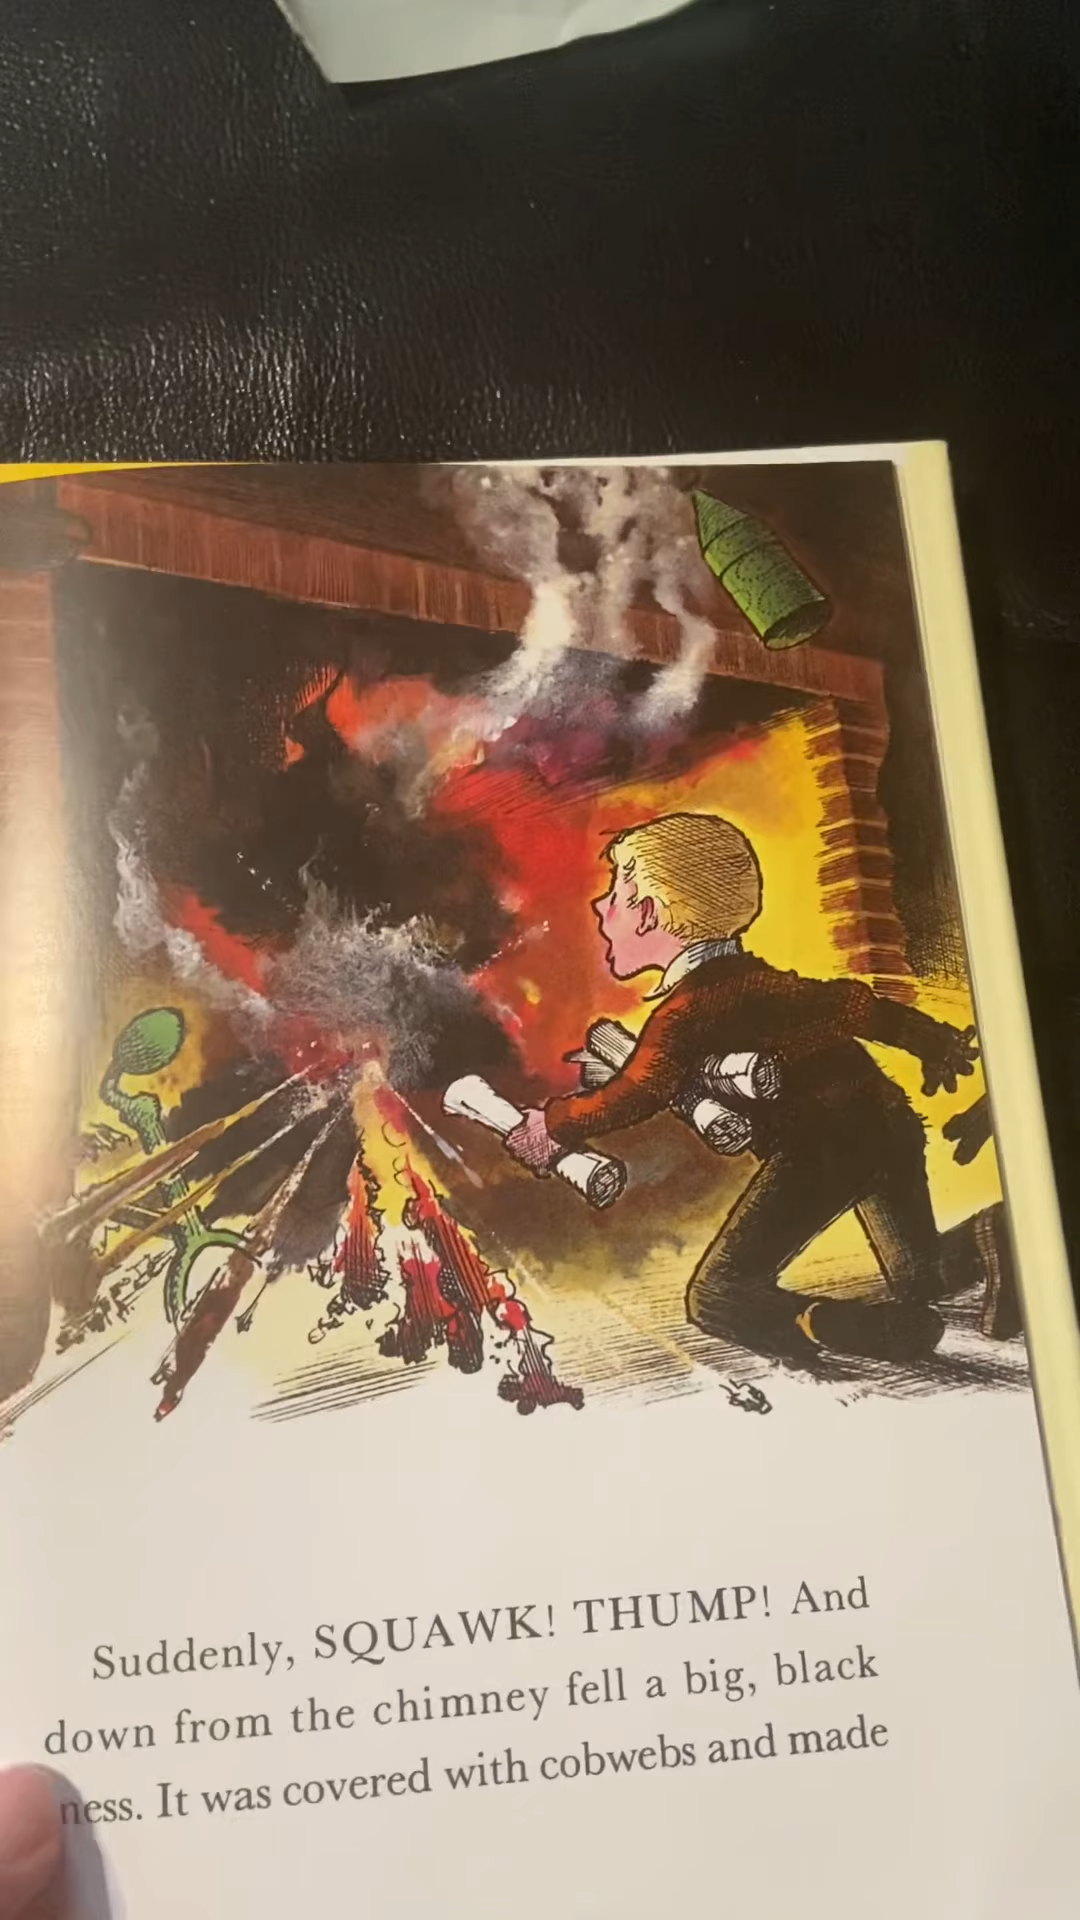 Suddenly, SQUAWK! THUMP! And
down from the chimney fell a big, black
ness. It was covered with cobwebs and made